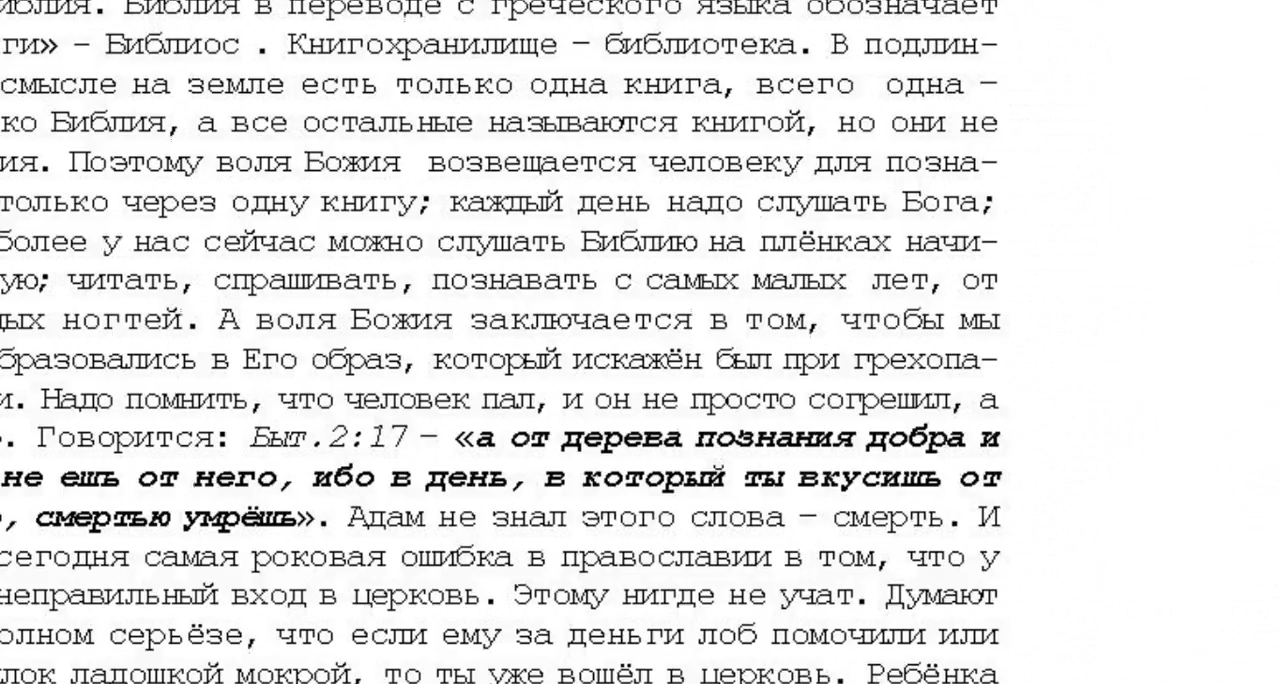 иблия. Библия в переводе с греческого языка обозначает
ги» – Библиос . Книгохранилище – библиотека. В подлин-
смысле на земле есть только одна книга, всего одна –
ко Библия, а все остальные называются книгой, но они не
ия. Поэтому воля Божия возвещается человеку для позна-
только через одну книгу; каждый день надо слушать Бога;
более у нас сейчас можно слушать Библию на плёнках начи-
ую; читать, спрашивать, познавать с самых малых лет, от
дых ногтей. А воля Божия заключается в том, чтобы мы
бразовались в Его образ, который искажён был при грехопа-
и. Надо помнить, что человек пал, и он не просто согрешил, а
. Говорится: Быт.2:17 – «а от дерева познания добра и
не ешь от него, ибо в день, в который ты вкусишь от
, смертью умрёшь». Адам не знал этого слова – смерть. И
сегодня самая роковая ошибка в православии в том, что у
неправильный вход в церковь. Этому нигде не учат. Думают
олном серьёзе, что если ему за деньги лоб помочили или
лок ладошкой мокрой, то ты уже вошёл в церковь. Ребёнка